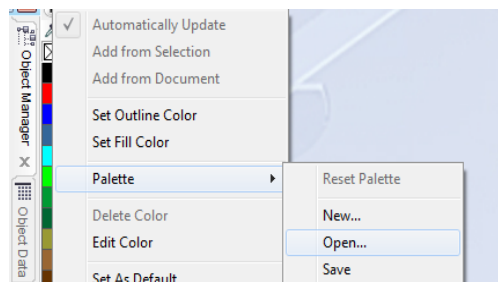 Object Manager
Object Data
Automatically Update
Add from Selection
Add from Document
Set Outline Color
Set Fill Color
Palette
Delete Color
Edit Color
Set As Default
Reset Palette
New...
Open...
Save